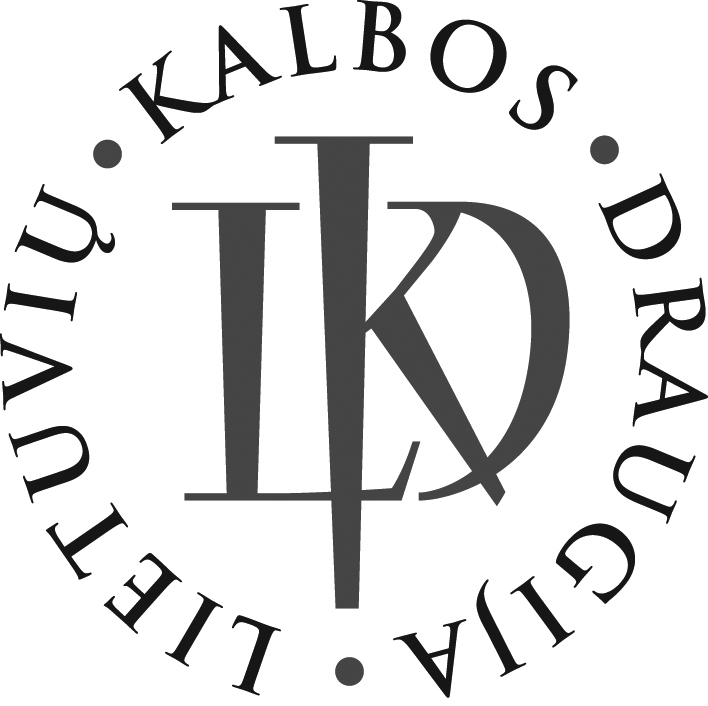 LIETUVIŲ • KALBOS • DRAUGIJA •
LKD